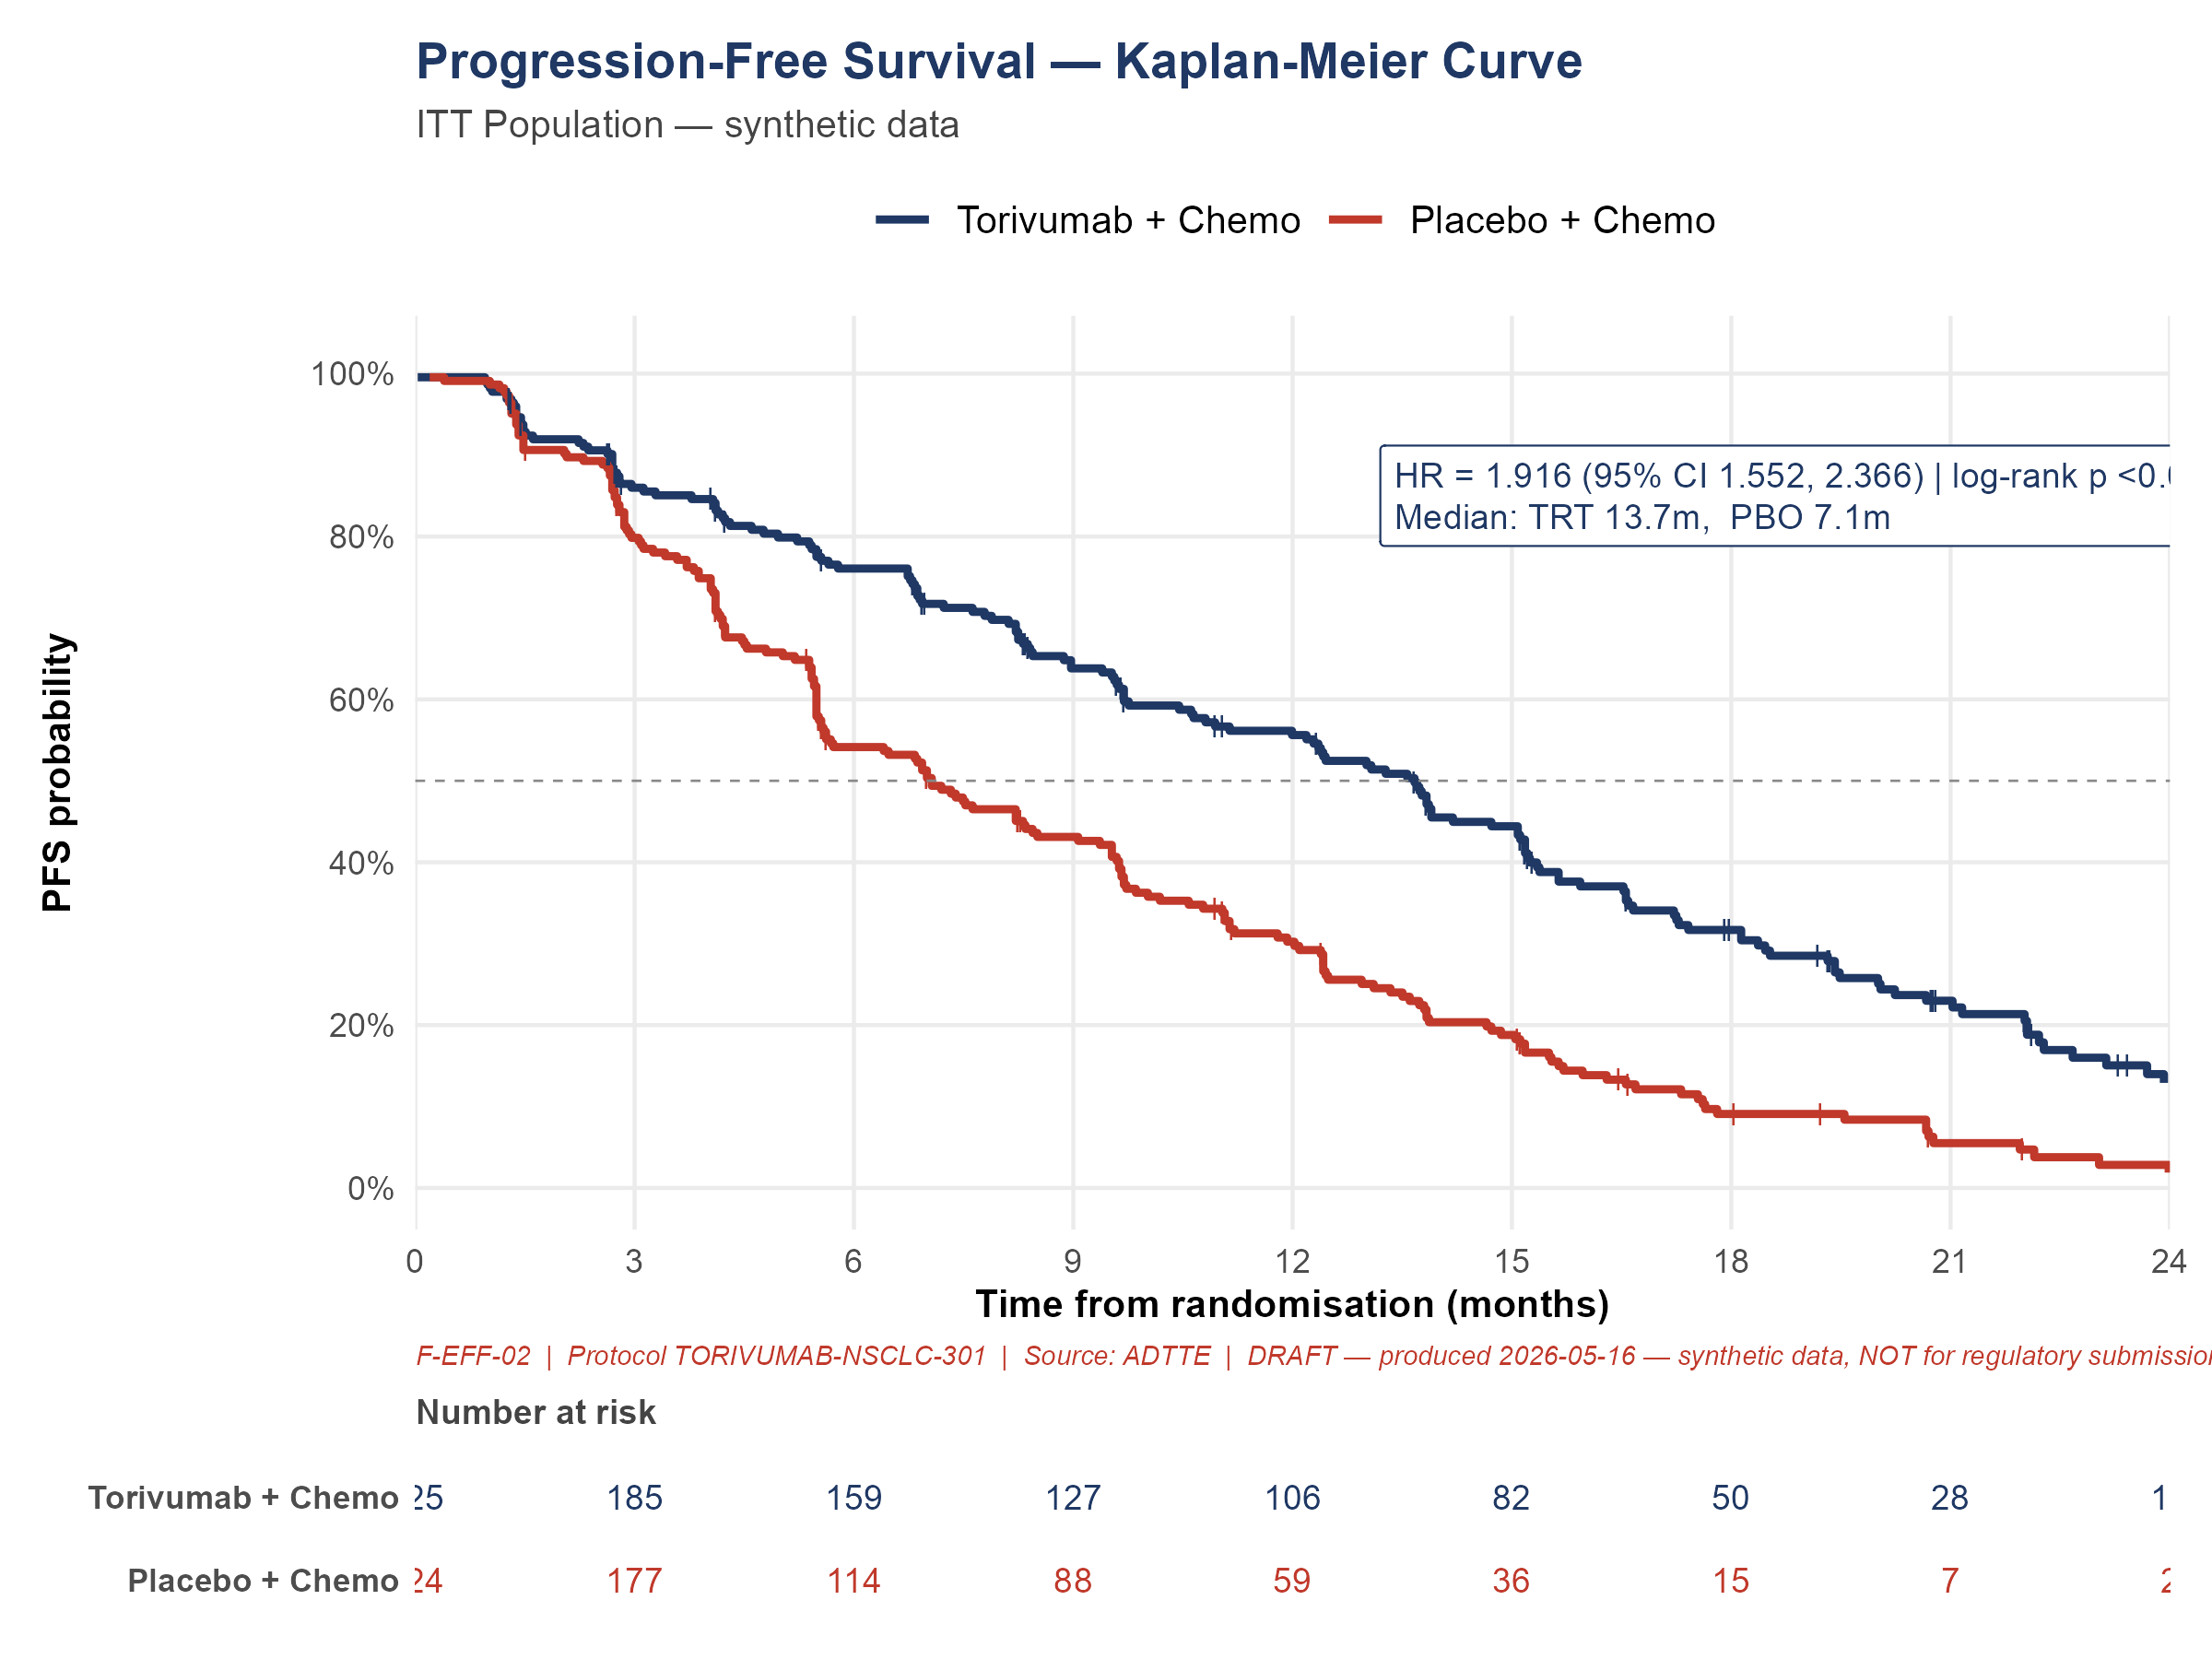 Progression-Free Survival — Kaplan-Meier Curve
ITT Population — synthetic data
Torivumab + Chemo Placebo + Chemo
100%
80%
60%
40%
20%
0%
PFS probability
HR = 1.916 (95% CI 1.552, 2.366) | log-rank p <0.
Median: TRT 13.7m, PBO 7.1m
0 3 6 9 12 15 18 21 24
Time from randomisation (months)
F-EFF-02 | Protocol TORIVUMAB-NSCLC-301 | Source: ADTTE | DRAFT — produced 2026-05-16 — synthetic data, NOT for regulatory
Number at risk
Torivumab + Chemo 185 159 127 106 82 50 28
Placebo + Chemo 177 114 88 59 36 15 7